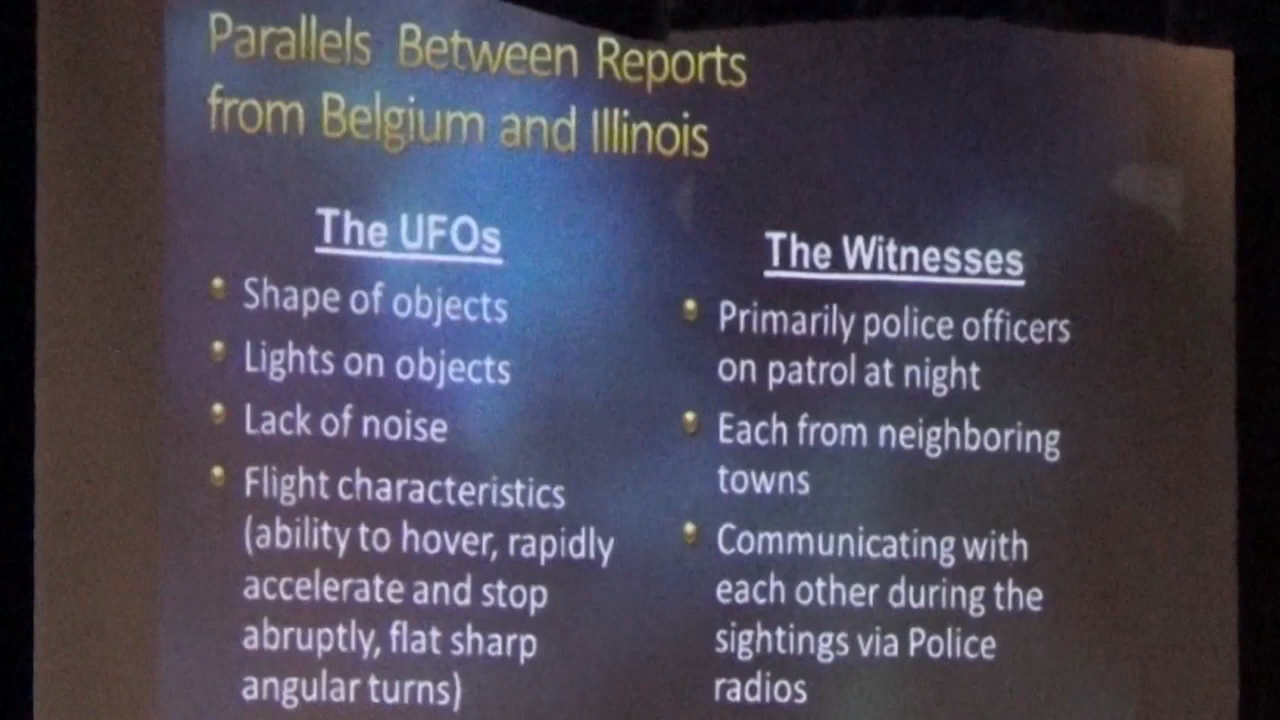 Parallels Between Reports
from Belgium and Illinois
The UFOs
Shape of objects
Lights on objects
Lack of noise
Flight characteristics
(ability to hover, rapidly
accelerate and stop
abruptly, flat sharp
angular turns)
The Witnesses
Primarily police officers
on patrol at night
Each from neighboring
towns
Communicating with
each other during the
sightings via Police
radios